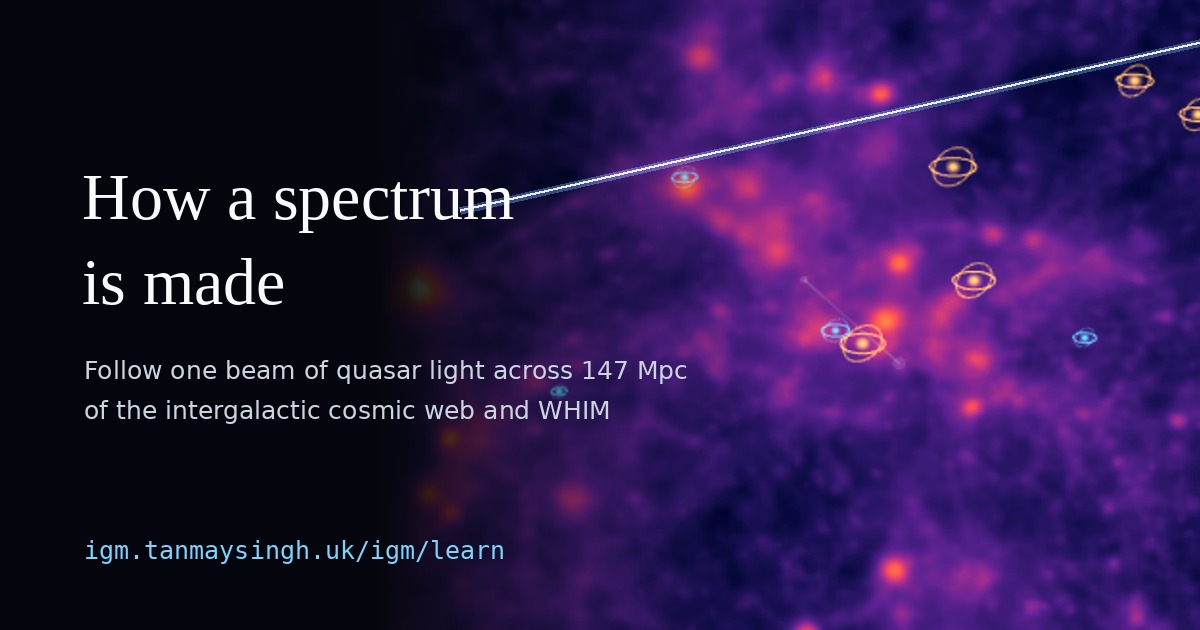 How a spectrum
is made
Follow one beam of quasar light across 147 Mpc
of the intergalactic cosmic web and WHIM
igm.tanmaysingh.uk/igm/learn